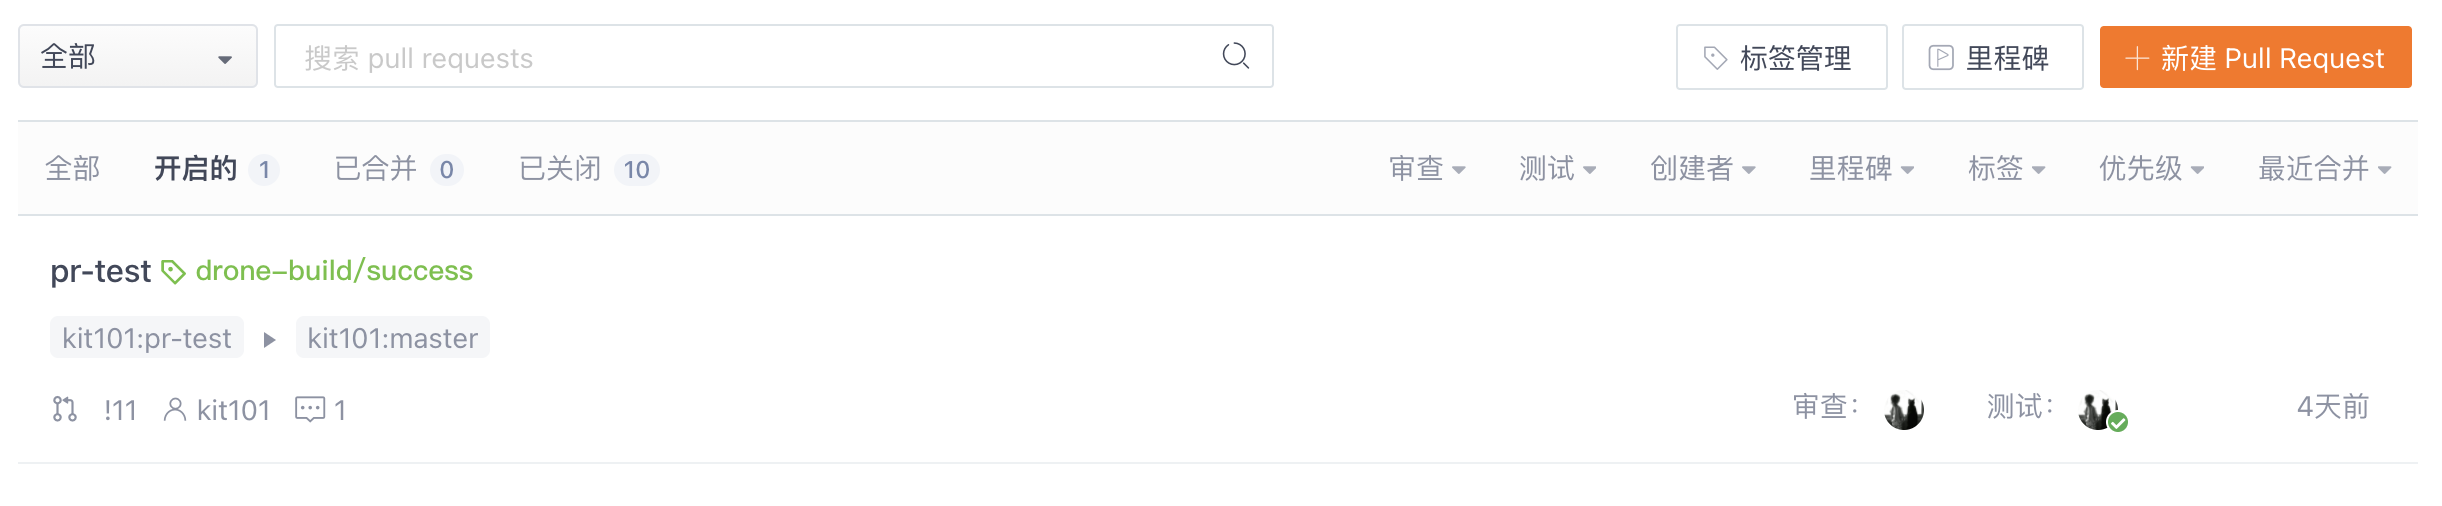 全部 搜索 pull requests 标签管理 里程碑 新建 Pull Request
全部 开启的 1 已合并 0 已关闭 10 审查 测试 创建者 里程碑 标签 优先级 最近合并
pr-test drone-build/success
kit101:pr-test kit101:master
!11 kit101 1 审查： 测试： 4天前